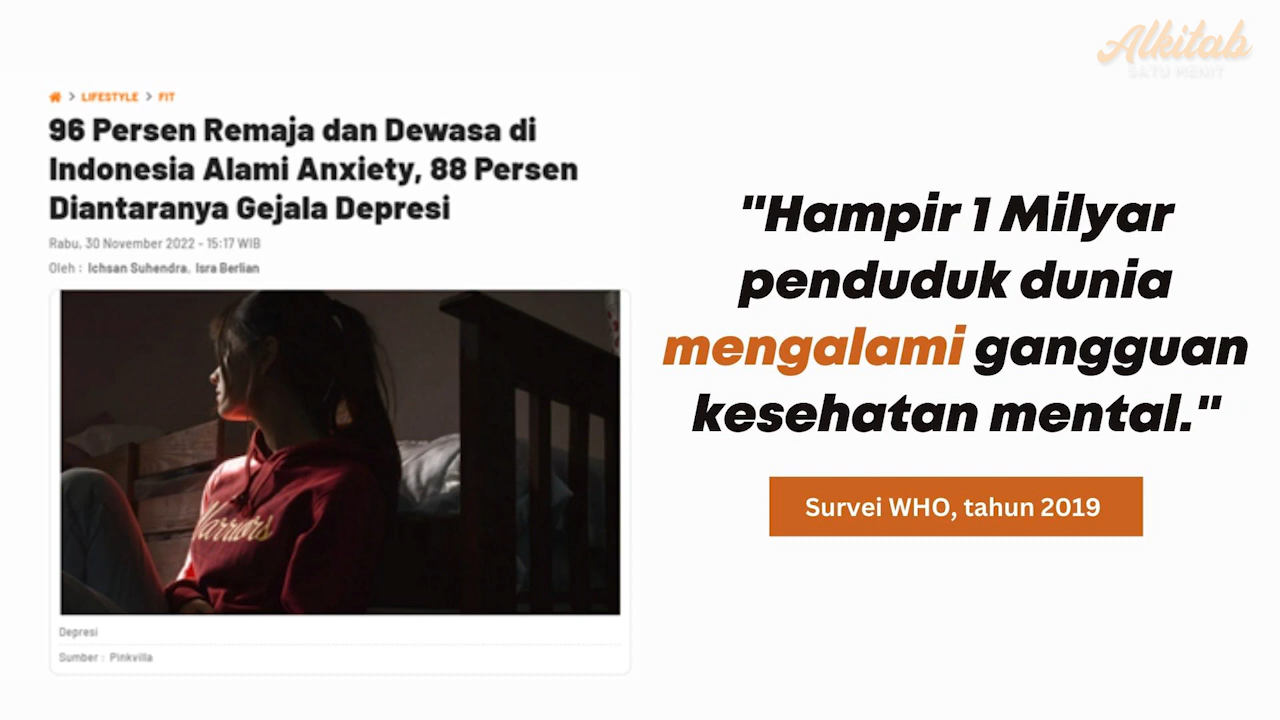 Alkitab
SATU MENIT
LIFESTYLE > FIT
96 Persen Remaja dan Dewasa di
Indonesia Alami Anxiety, 88 Persen
Diantaranya Gejala Depresi
Rabu, 30 November 2022 - 15:17 WIB
Oleh : Ichsan Suhendra, Isra Berlian
Warriors
Depresi
Sumber : Pinkvilla
"Hampir 1 Milyar
penduduk dunia
mengalami gangguan
kesehatan mental."
Survei WHO, tahun 2019